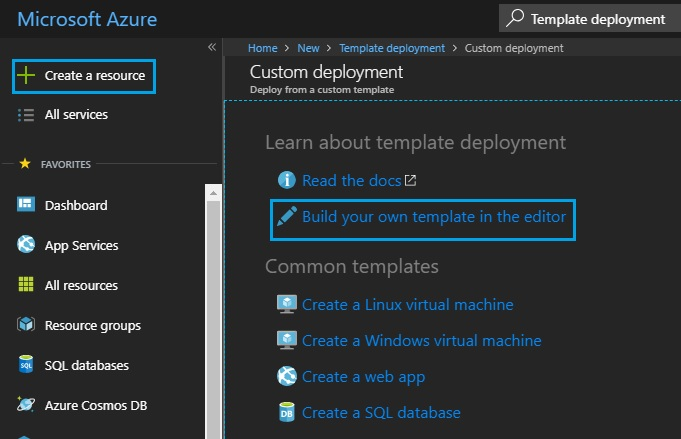 Microsoft Azure
Template deployment
Home > New > Template deployment > Custom deployment
Create a resource
Custom deployment
Deploy from a custom template
All services
Learn about template deployment
FAVORITES
Read the docs
Dashboard
Build your own template in the editor
App Services
Common templates
All resources
Create a Linux virtual machine
Resource groups
Create a Windows virtual machine
SQL databases
Create a web app
Azure Cosmos DB
SQL
DB
Create a SQL database